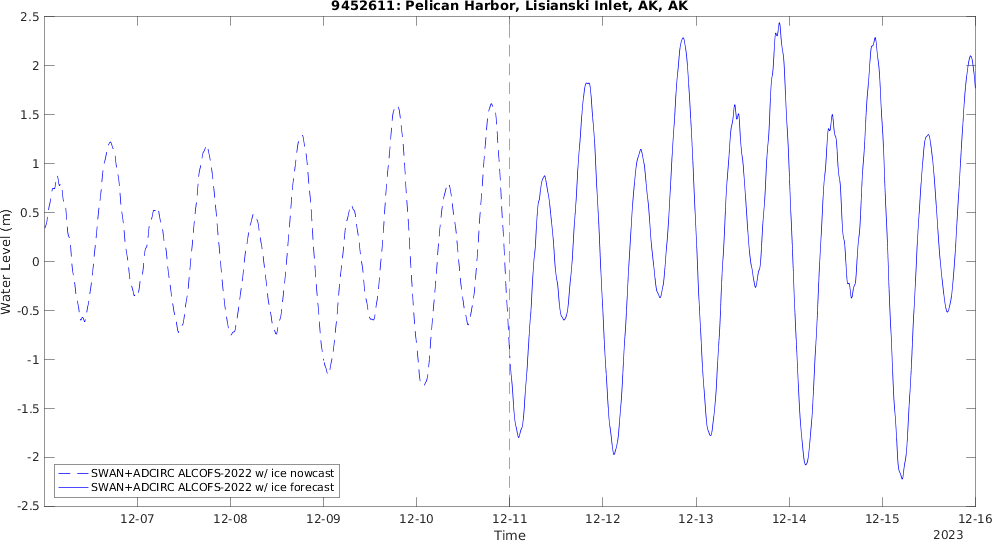 9452611: Pelican Harbor, Lisianski Inlet, AK, AK
2.5
2
1.5
1
0.5
0
-0.5
-1
-1.5
-2
-2.5
Water Level (m)
SWAN+ADCIRC ALCOFS-2022 w/ ice nowcast
SWAN+ADCIRC ALCOFS-2022 w/ ice forecast
12-07 12-08 12-09 12-10 12-11 12-12 12-13 12-14 12-15 12-16
Time
2023